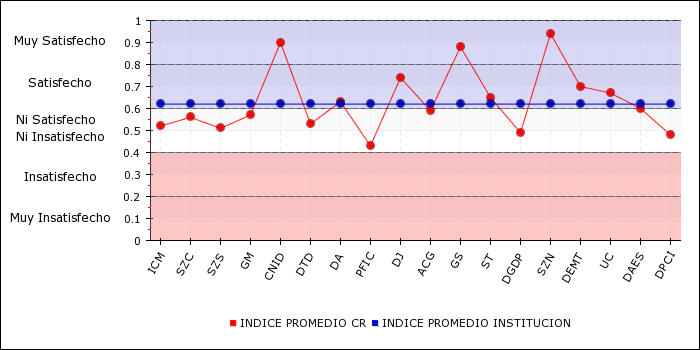 Muy Satisfecho
Satisfecho
Ni Satisfecho
Ni Insatisfecho
Insatisfecho
Muy Insatisfecho
1
0.9
0.8
0.7
0.6
0.5
0.4
0.3
0.2
0.1
0
ICM
SZC
SZS
GM
CNID
DTD
DA
PFIC
DJ
ACG
GS
ST
DGDP
SZN
DEMT
UC
DAES
DPCI
INDICE PROMEDIO CR
INDICE PROMEDIO INSTITUCION